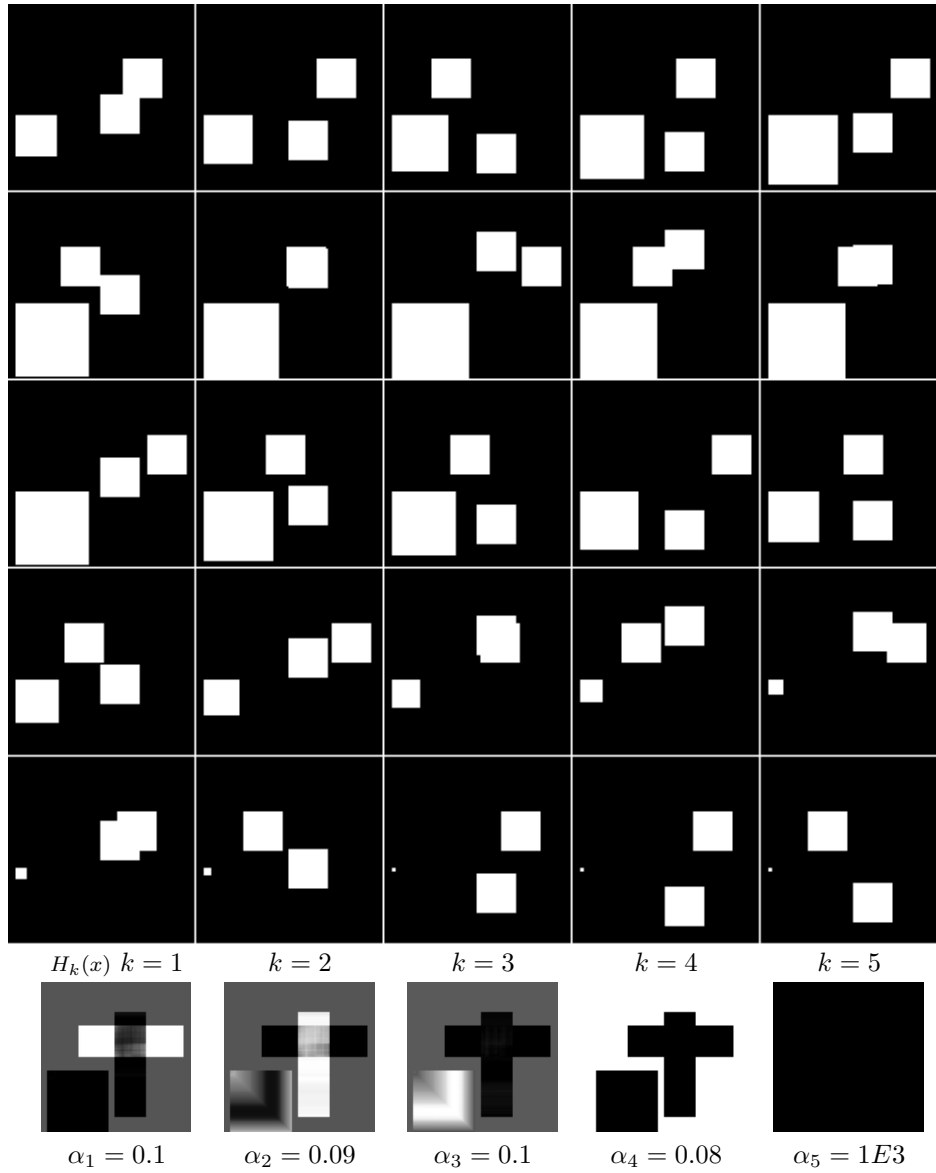 H_k(x) k = 1 k = 2 k = 3 k = 4 k = 5
α_1 = 0.1 α_2 = 0.09 α_3 = 0.1 α_4 = 0.08 α_5 = 1E3